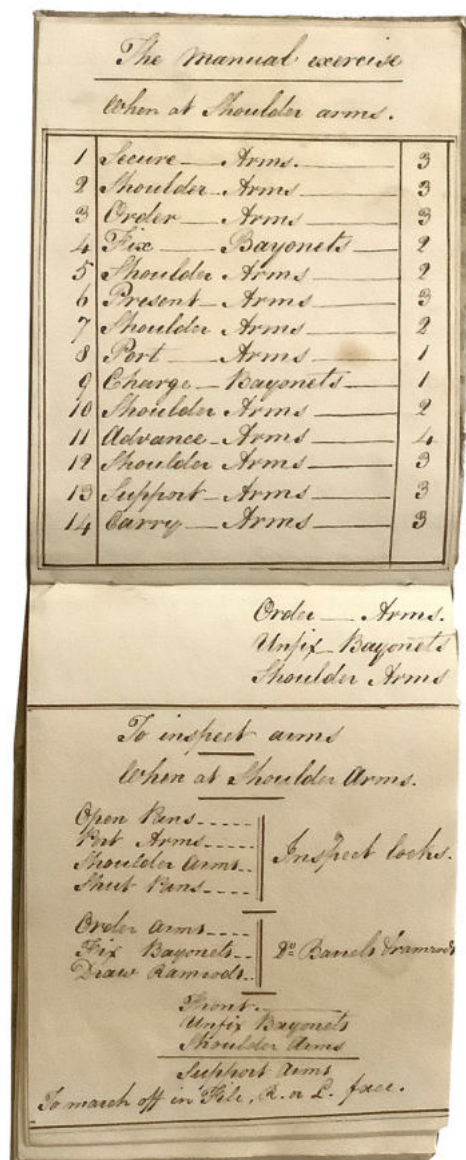 The Manual exercise
When at Shoulder arms.
1 Secure — Arms. — 3
2 Shoulder Arms — 3
3 Order — Arms — 3
4 Fix — Bayonets — 2
5 Shoulder Arms — 2
6 Present — Arms — 3
7 Shoulder Arms — 2
8 Port — Arms — 1
9 Charge — Bayonets — 1
10 Shoulder Arms — 2
11 Advance — Arms — 4
12 Shoulder Arms — 3
13 Support — Arms — 3
14 Carry — Arms — 3
Order — Arms.
Unfix Bayonets
Shoulder Arms
To inspect arms
When at Shoulder Arms.
Open Pans
Port Arms
Shoulder Arms
Shut Pans
Inspect locks.
Order Arms
Fix Bayonets
Draw Ramrods
Do Barrels & ramrods
Front.
Unfix Bayonets
Shoulder Arms
Support Arms
To march off in File, R. or L. face.